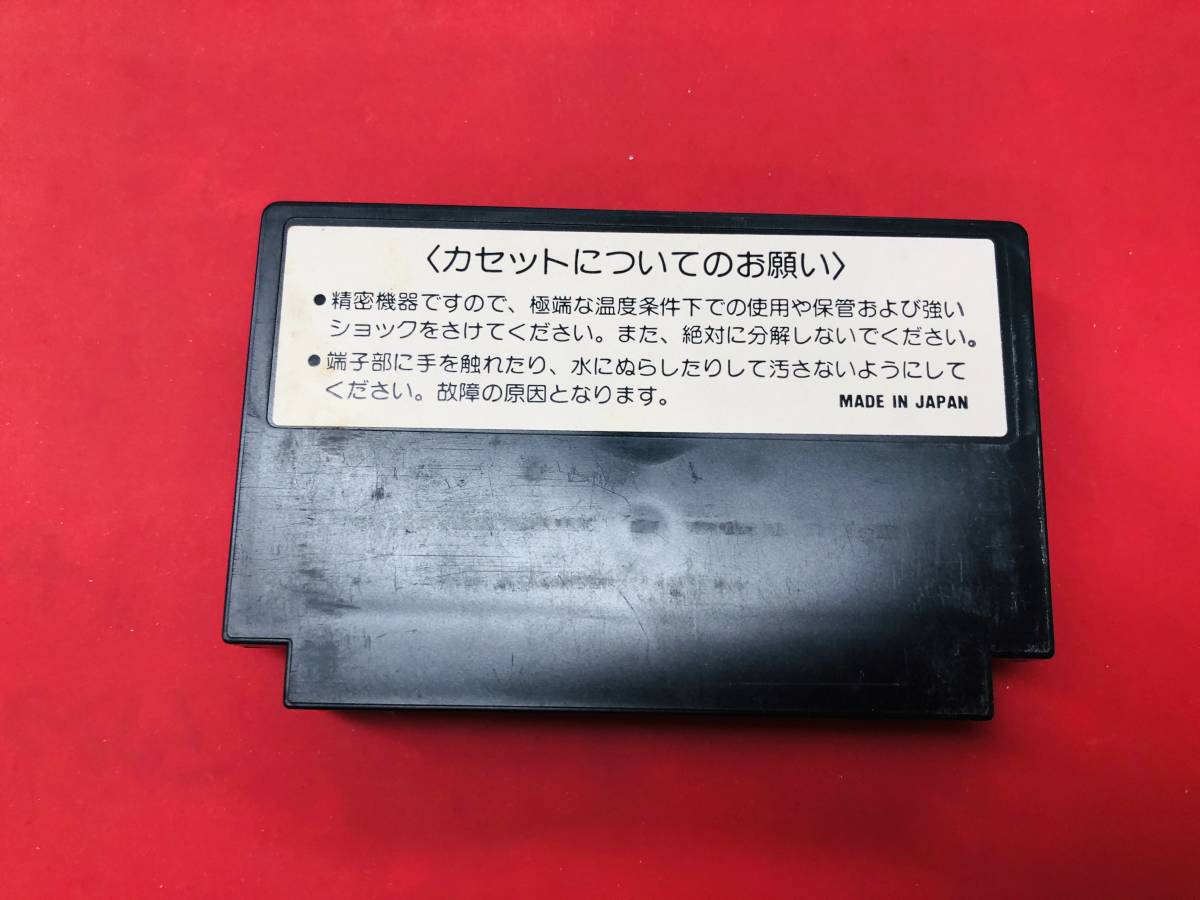 〈カセットについてのお願い〉
●精密機器ですので、極端な温度条件下での使用や保管および強い
ショックをさけてください。また、絶対に分解しないでください。
●端子部に手を触れたり、水にぬらしたりして汚さないようにして
ください。故障の原因となります。
MADE IN JAPAN